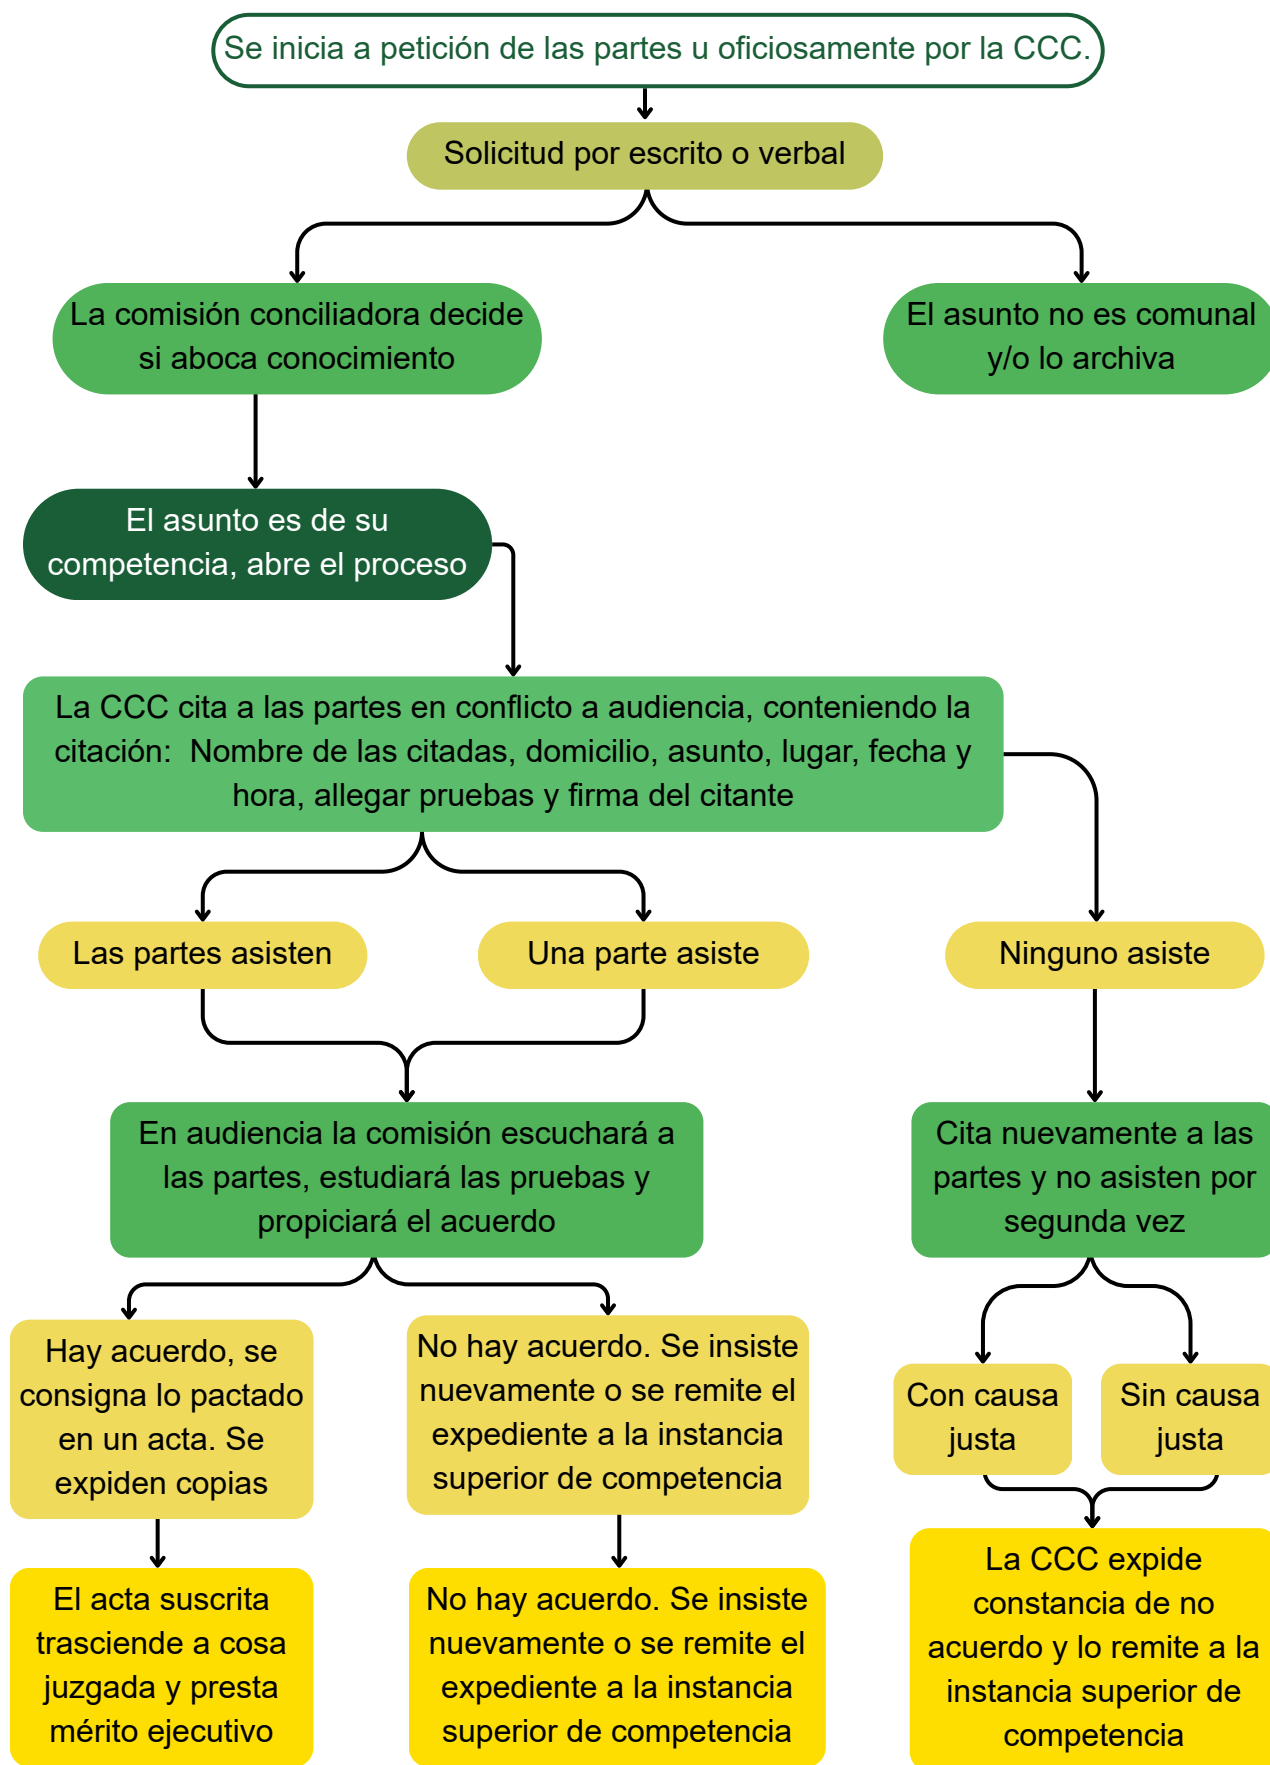 Se inicia a petición de las partes u oficiosamente por la CCC.
Solicitud por escrito o verbal
La comisión conciliadora decide
si aboca conocimiento
El asunto no es comunal
y/o lo archiva
El asunto es de su
competencia, abre el proceso
La CCC cita a las partes en conflicto a audiencia, conteniendo la
citación:  Nombre de las citadas, domicilio, asunto, lugar, fecha y
hora, allegar pruebas y firma del citante
Las partes asisten
Una parte asiste
Ninguno asiste
En audiencia la comisión escuchará a
las partes, estudiará las pruebas y
propiciará el acuerdo
Cita nuevamente a las
partes y no asisten por
segunda vez
Hay acuerdo, se
consigna lo pactado
en un acta. Se
expiden copias
No hay acuerdo. Se insiste
nuevamente o se remite el
expediente a la instancia
superior de competencia
Con causa
justa
Sin causa
justa
El acta suscrita
trasciende a cosa
juzgada y presta
mérito ejecutivo
No hay acuerdo. Se insiste
nuevamente o se remite el
expediente a la instancia
superior de competencia
La CCC expide
constancia de no
acuerdo y lo remite a la
instancia superior de
competencia